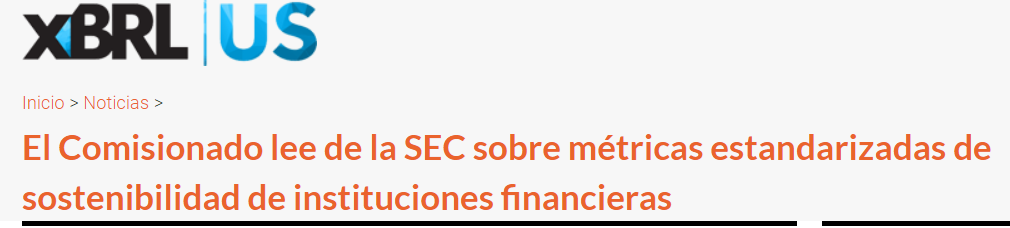 xBRL US
Inicio > Noticias >
El Comisionado lee de la SEC sobre métricas estandarizadas de
sostenibilidad de instituciones financieras